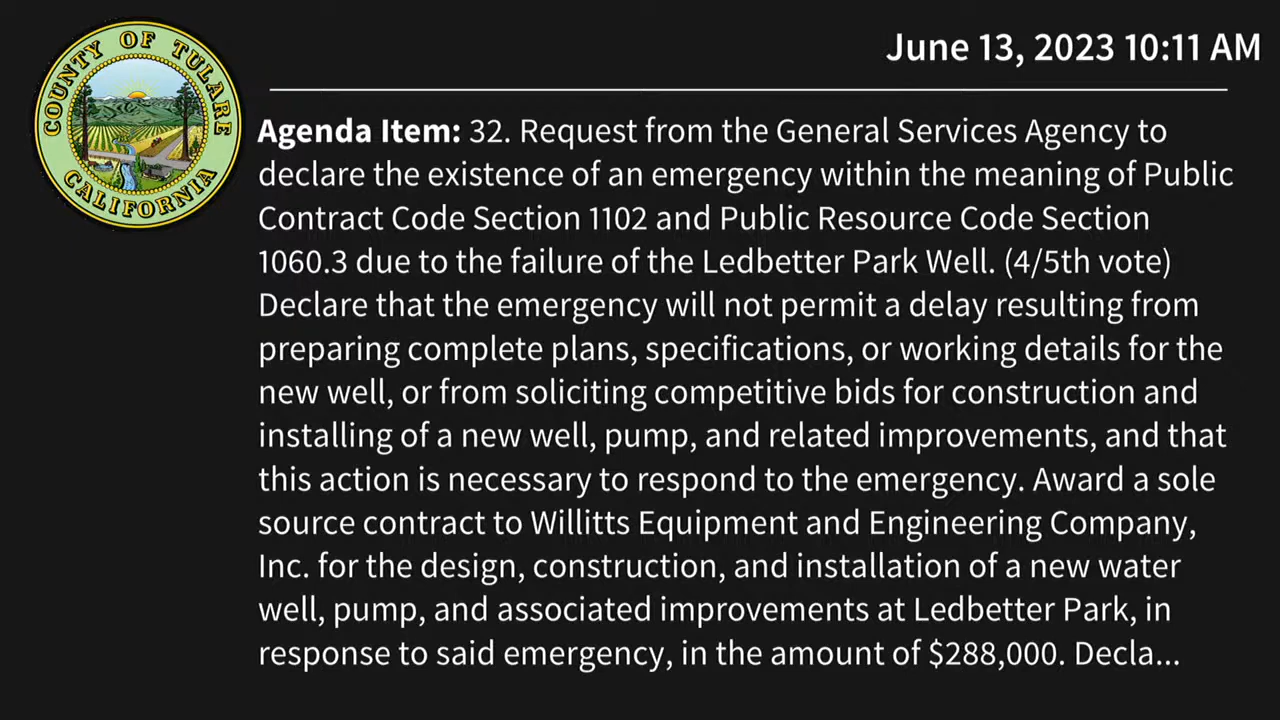 COUNTY OF TULARE
CALIFORNIA
June 13, 2023 10:11 AM
Agenda Item: 32. Request from the General Services Agency to
declare the existence of an emergency within the meaning of Public
Contract Code Section 1102 and Public Resource Code Section
1060.3 due to the failure of the Ledbetter Park Well. (4/5th vote)
Declare that the emergency will not permit a delay resulting from
preparing complete plans, specifications, or working details for the
new well, or from soliciting competitive bids for construction and
installing of a new well, pump, and related improvements, and that
this action is necessary to respond to the emergency. Award a sole
source contract to Willitts Equipment and Engineering Company,
Inc. for the design, construction, and installation of a new water
well, pump, and associated improvements at Ledbetter Park, in
response to said emergency, in the amount of $288,000. Decla...